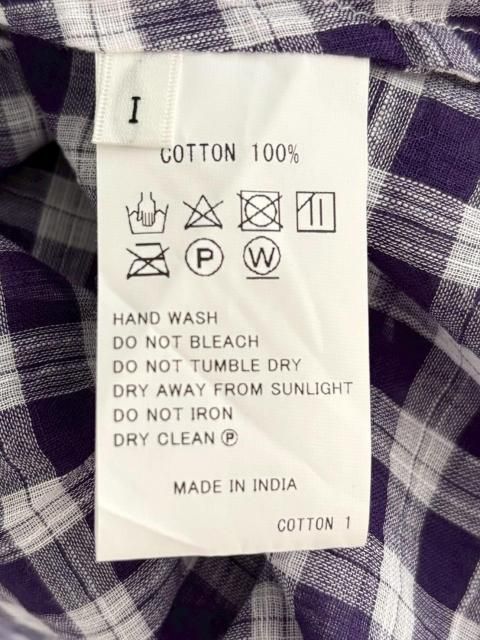 I
COTTON 100%
P W
HAND WASH
DO NOT BLEACH
DO NOT TUMBLE DRY
DRY AWAY FROM SUNLIGHT
DO NOT IRON
DRY CLEAN Ⓟ
MADE IN INDIA
COTTON 1